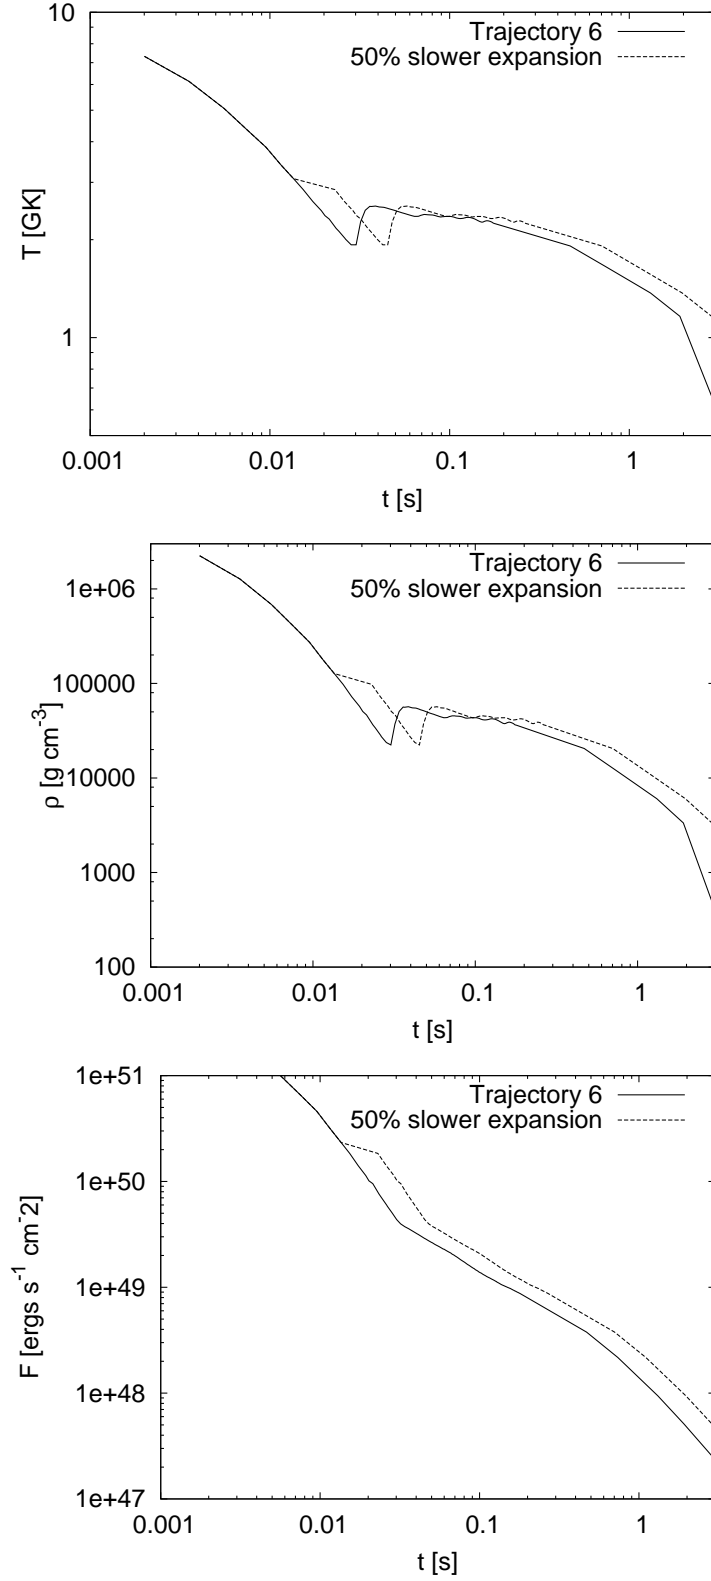 10
1
T [GK]
Trajectory 6
50% slower expansion
0.001 0.01 0.1 1
t [s]
1e+06
100000
10000
1000
100
ρ [g cm-3]
Trajectory 6
50% slower expansion
0.001 0.01 0.1 1
t [s]
1e+51
1e+50
1e+49
1e+48
1e+47
F [ergs s-1 cm-2]
Trajectory 6
50% slower expansion
0.001 0.01 0.1 1
t [s]